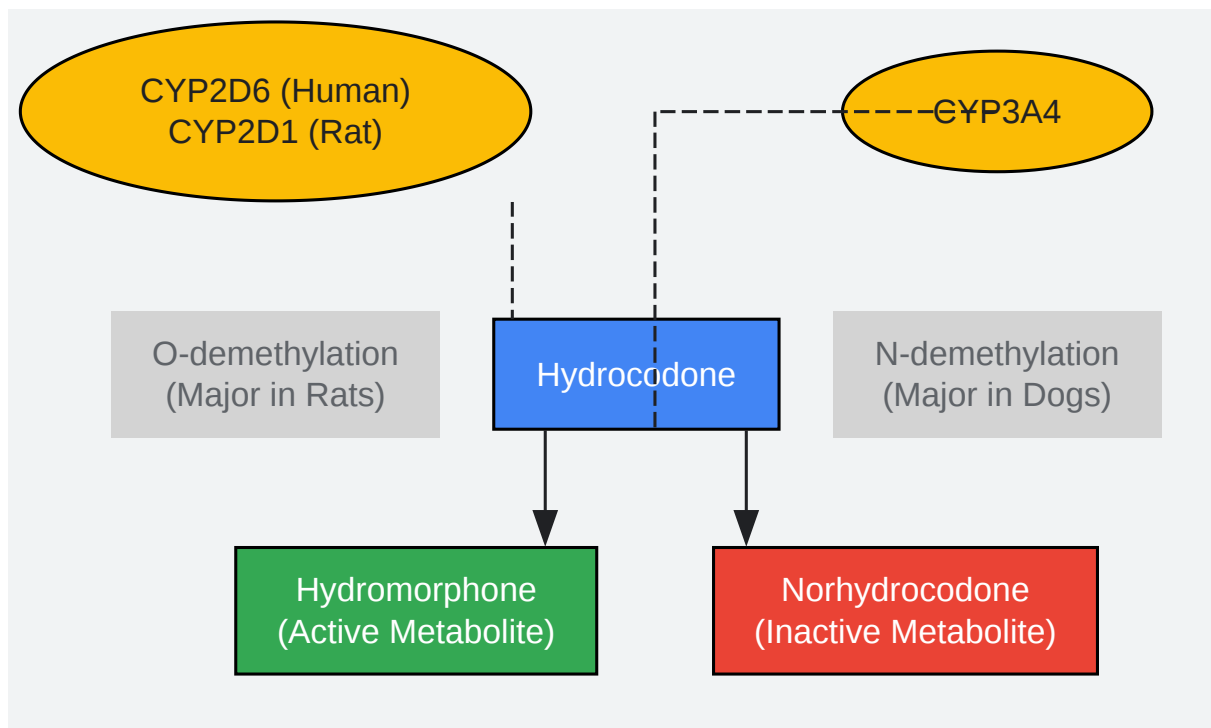 CYP2D6 (Human)
CYP2D1 (Rat)
CYP3A4
O-demethylation
(Major in Rats)
Hydrocodone
N-demethylation
(Major in Dogs)
Hydromorphone
(Active Metabolite)
Norhydrocodone
(Inactive Metabolite)